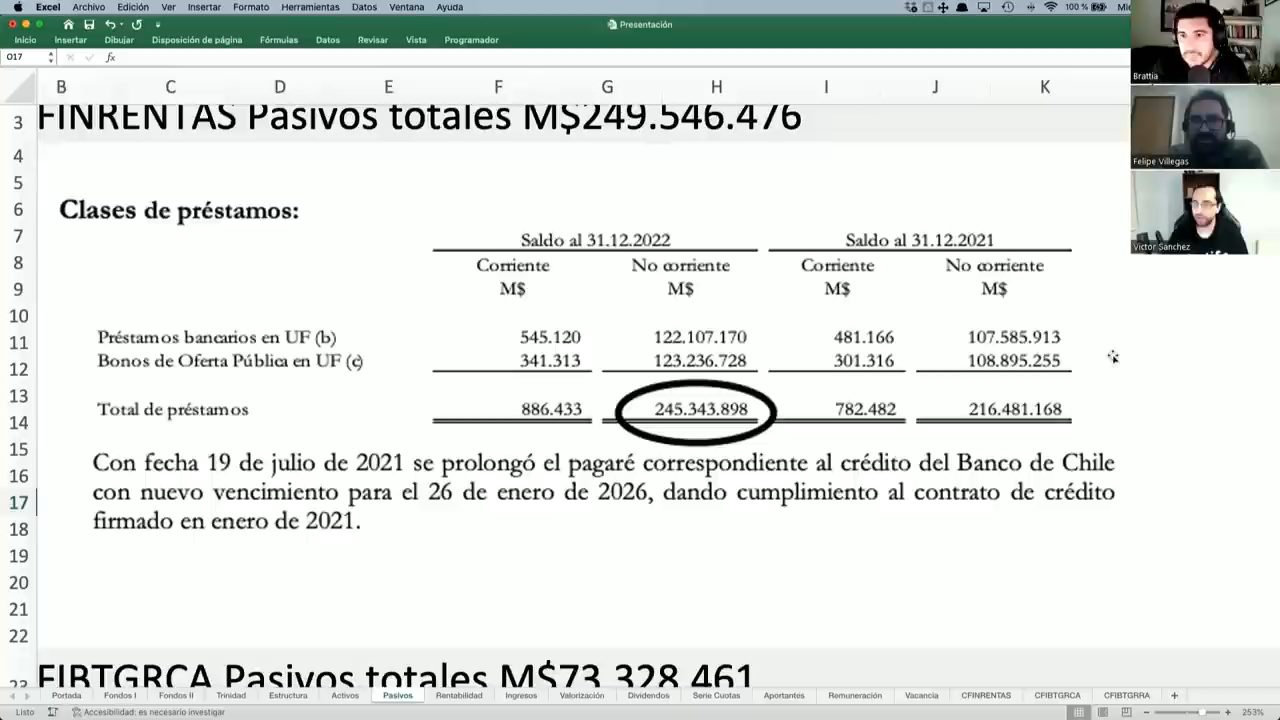 Excel Archivo Edición Ver Insertar Formato Herramientas Datos Ventana Ayuda 100 %
Presentación
Inicio Insertar Dibujar Disposición de página Fórmulas Datos Revisar Vista Programador
O17 fx
B C D E F G H I J K
3 FINRENTAS Pasivos totales M$249.546.476
4
5
6 Clases de préstamos:
7 Saldo al 31.12.2022 Saldo al 31.12.2021
8 Corriente No corriente Corriente No corriente
9 M$ M$ M$ M$
10
11 Préstamos bancarios en UF (b) 545.120 122.107.170 481.166 107.585.913
12 Bonos de Oferta Pública en UF (c) 341.313 123.236.728 301.316 108.895.255
13
14 Total de préstamos 886.433 245.343.898 782.482 216.481.168
15
16 Con fecha 19 de julio de 2021 se prolongó el pagaré correspondiente al crédito del Banco de Chile
17 con nuevo vencimiento para el 26 de enero de 2026, dando cumplimiento al contrato de crédito
18 firmado en enero de 2021.
19
20
21
22
23 FIBTGRCA Pasivos totales M$73.328.461
Portada Fondos I Fondos II Trinidad Estructura Activos Pasivos Rentabilidad Ingresos Valorización Dividendos Serie Cuotas Aportantes Remuneración Vacancia CFINRENTAS CFIBTGRCA CFIBTGRRA +
Listo Accesibilidad: es necesario investigar 253%
Brattia
Felipe Villegas
Victor Sanchez